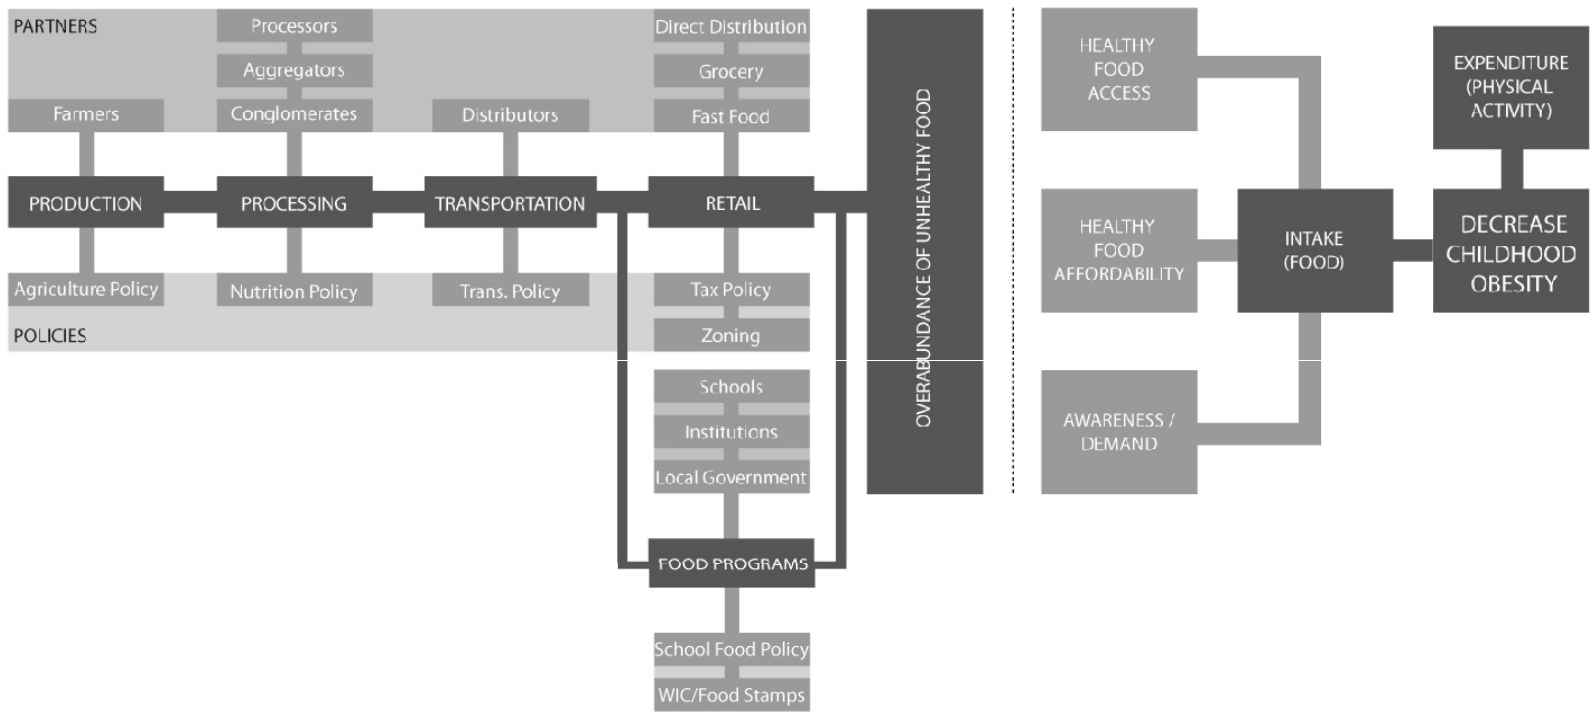 PARTNERS
Processors
Aggregators
Farmers
Conglomerates
Distributors
Direct Distribution
Grocery
Fast Food
PRODUCTION
PROCESSING
TRANSPORTATION
RETAIL
Agriculture Policy
Nutrition Policy
Trans. Policy
Tax Policy
Zoning
POLICIES
Schools
Institutions
Local Government
FOOD PROGRAMS
School Food Policy
WIC/Food Stamps
OVERABUNDANCE OF UNHEALTHY FOOD
HEALTHY
FOOD
ACCESS
HEALTHY
FOOD
AFFORDABILITY
AWARENESS /
DEMAND
INTAKE
(FOOD)
EXPENDITURE
(PHYSICAL
ACTIVITY)
DECREASE
CHILDHOOD
OBESITY